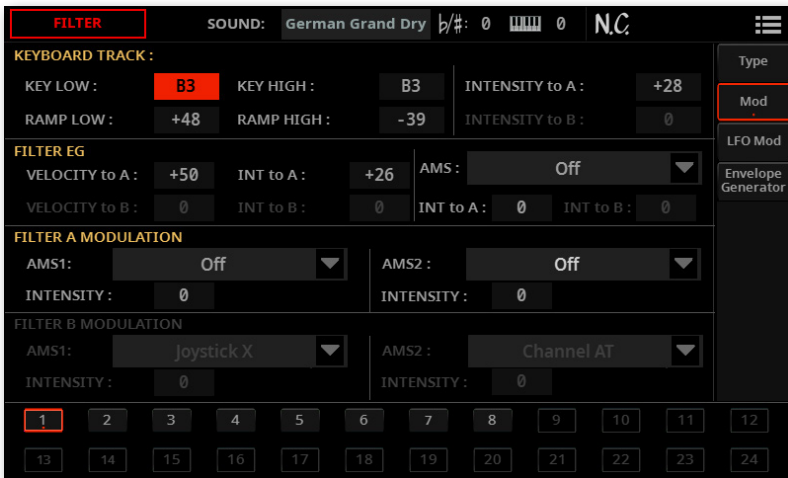 FILTER SOUND: German Grand Dry ♭/#: 0 0 N.C.
KEYBOARD TRACK :
KEY LOW : B3 KEY HIGH : B3 INTENSITY to A : +28
RAMP LOW : +48 RAMP HIGH : -39 INTENSITY to B : 0
FILTER EG
VELOCITY to A : +50 INT to A : +26 AMS : Off
VELOCITY to B : 0 INT to B : 0 INT to A : 0 INT to B : 0
FILTER A MODULATION
AMS1: Off AMS2 : Off
INTENSITY : 0 INTENSITY : 0
FILTER B MODULATION
AMS1: Joystick X AMS2 : Channel AT
INTENSITY : 0 INTENSITY : 0
Type
Mod
LFO Mod
Envelope
Generator
1 2 3 4 5 6 7 8 9 10 11 12
13 14 15 16 17 18 19 20 21 22 23 24